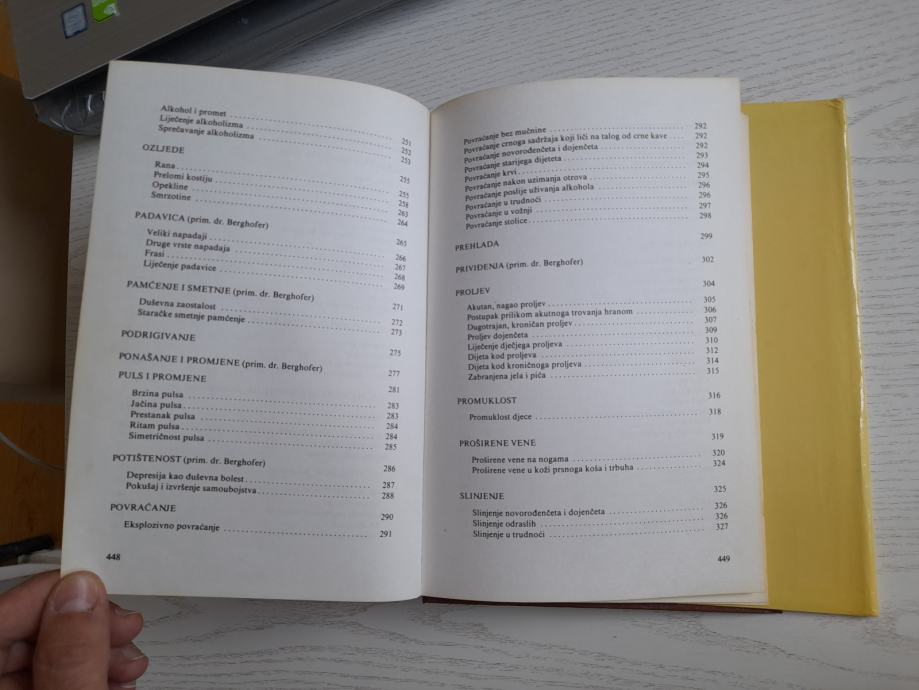 Alkohol i promet 251
Liječenje alkoholizma 252
Sprečavanje alkoholizma 253
OZLJEDE 255
Rana 255
Prelomi kostiju 258
Opekline 263
Smrzotine 264
PADAVICA (prim. dr. Berghofer) 265
Veliki napadaji 266
Druge vrste napadaja 267
Frasi 268
Liječenje padavice 269
PAMĆENJE I SMETNJE (prim. dr. Berghofer) 271
Duševna zaostalost 272
Staračke smetnje pamćenje 273
PODRIGIVANJE 275
PONAŠANJE I PROMJENE (prim. dr. Berghofer) 277
PULS I PROMJENE 281
Brzina pulsa 283
Jačina pulsa 283
Prestanak pulsa 284
Ritam pulsa 284
Simetričnost pulsa 285
POTIŠTENOST (prim. dr. Berghofer) 286
Depresija kao duševna bolest 287
Pokušaj i izvršenje samoubojstva 288
POVRAĆANJE 290
Eksplozivno povraćanje 291
448
Povraćanje bez mučnine 292
Povraćanje crnoga sadržaja koji liči na talog od crne kave 292
Povraćanje novorođenčeta i dojenčeta 292
Povraćanje starijega djeteta 293
Povraćanje krvi 294
Povraćanje nakon uzimanja otrova 295
Povraćanje poslije uživanja alkohola 296
Povraćanje u trudnoći 296
Povraćanje u vožnji 297
Povraćanje stolice 298
PREHLADA 299
PRIVIĐENJA (prim. dr. Berghofer) 302
PROLJEV 304
Akutan, nagao proljev 305
Postupak prilikom akutnoga trovanja hranom 306
Dugotrajan, kroničan proljev 307
Proljev dojenčeta 309
Liječenje dječjega proljeva 310
Dijeta kod proljeva 312
Dijeta kod kroničnoga proljeva 314
Zabranjena jela i pića 315
PROMUKLOST 316
Promuklost djece 318
PROŠIRENE VENE 319
Proširene vene na nogama 320
Proširene vene u koži prsnoga koša i trbuha 324
SLINJENJE 325
Slinjenje novorođenčeta i dojenčeta 326
Slinjenje odraslih 326
Slinjenje u trudnoći 327
449